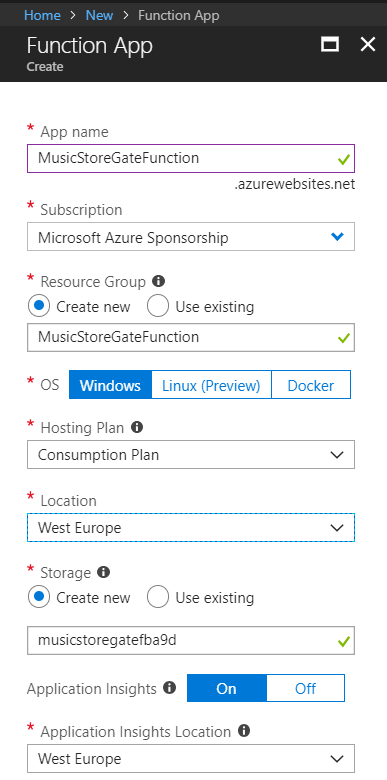 Home > New > Function App
Function App
Create
* App name
MusicStoreGateFunction
.azurewebsites.net
* Subscription
Microsoft Azure Sponsorship
* Resource Group
Create new Use existing
MusicStoreGateFunction
* OS Windows Linux (Preview) Docker
* Hosting Plan
Consumption Plan
* Location
West Europe
* Storage
Create new Use existing
musicstoregatefba9d
Application Insights On Off
* Application Insights Location
West Europe